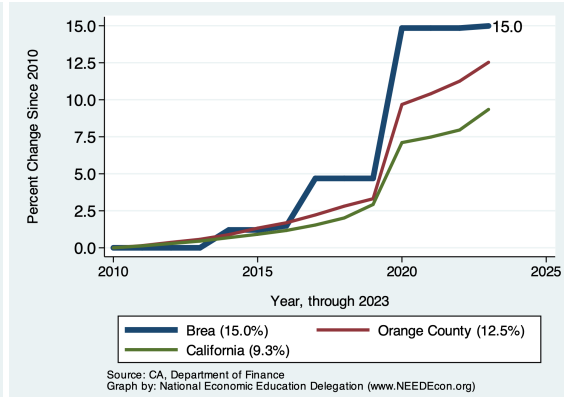 Percent Change Since 2010
15.0
12.5
10.0
7.5
5.0
2.5
0.0
15.0
2010 2015 2020 2025
Year, through 2023
Brea (15.0%) Orange County (12.5%)
California (9.3%)
Source: CA, Department of Finance
Graph by: National Economic Education Delegation (www.NEEDEcon.org)